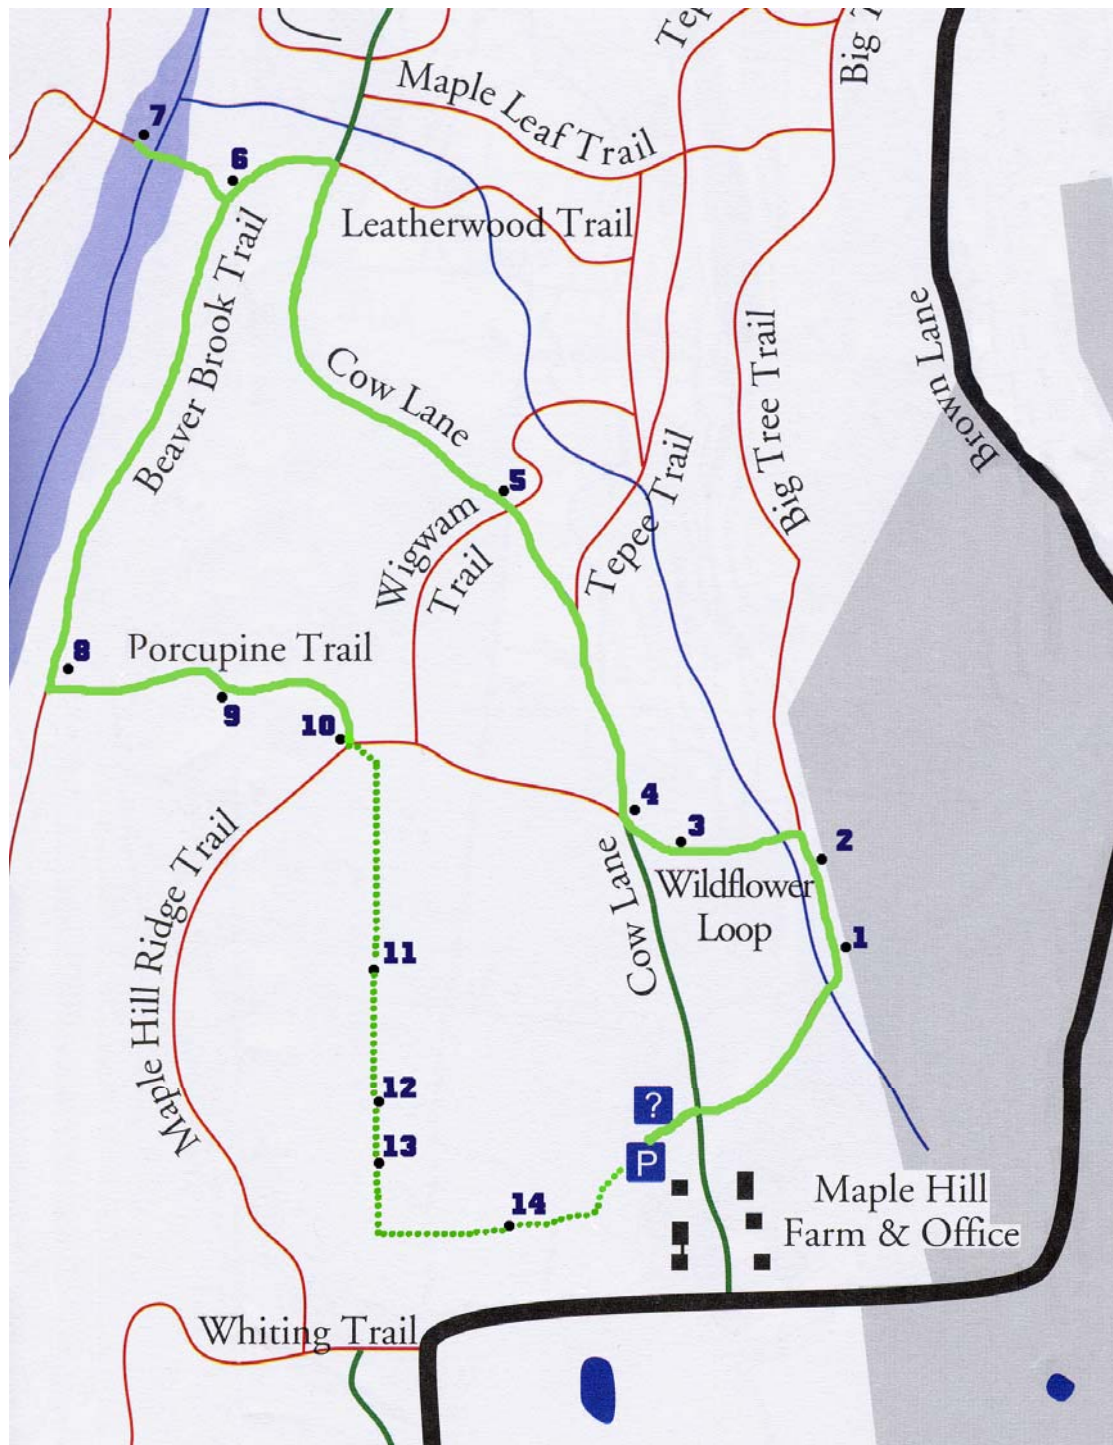 Tep
Big T
7
6
Maple Leaf Trail
Leatherwood Trail
Beaver Brook Trail
Cow Lane
Big Tree Trail
Brown Lane
5
Wigwam
Trail
Tepee Trail
8
Porcupine Trail
9
10
4
3
2
Cow Lane
Wildflower
Loop
1
Maple Hill Ridge Trail
11
12
13
14
?
P
Maple Hill
Farm & Office
Whiting Trail